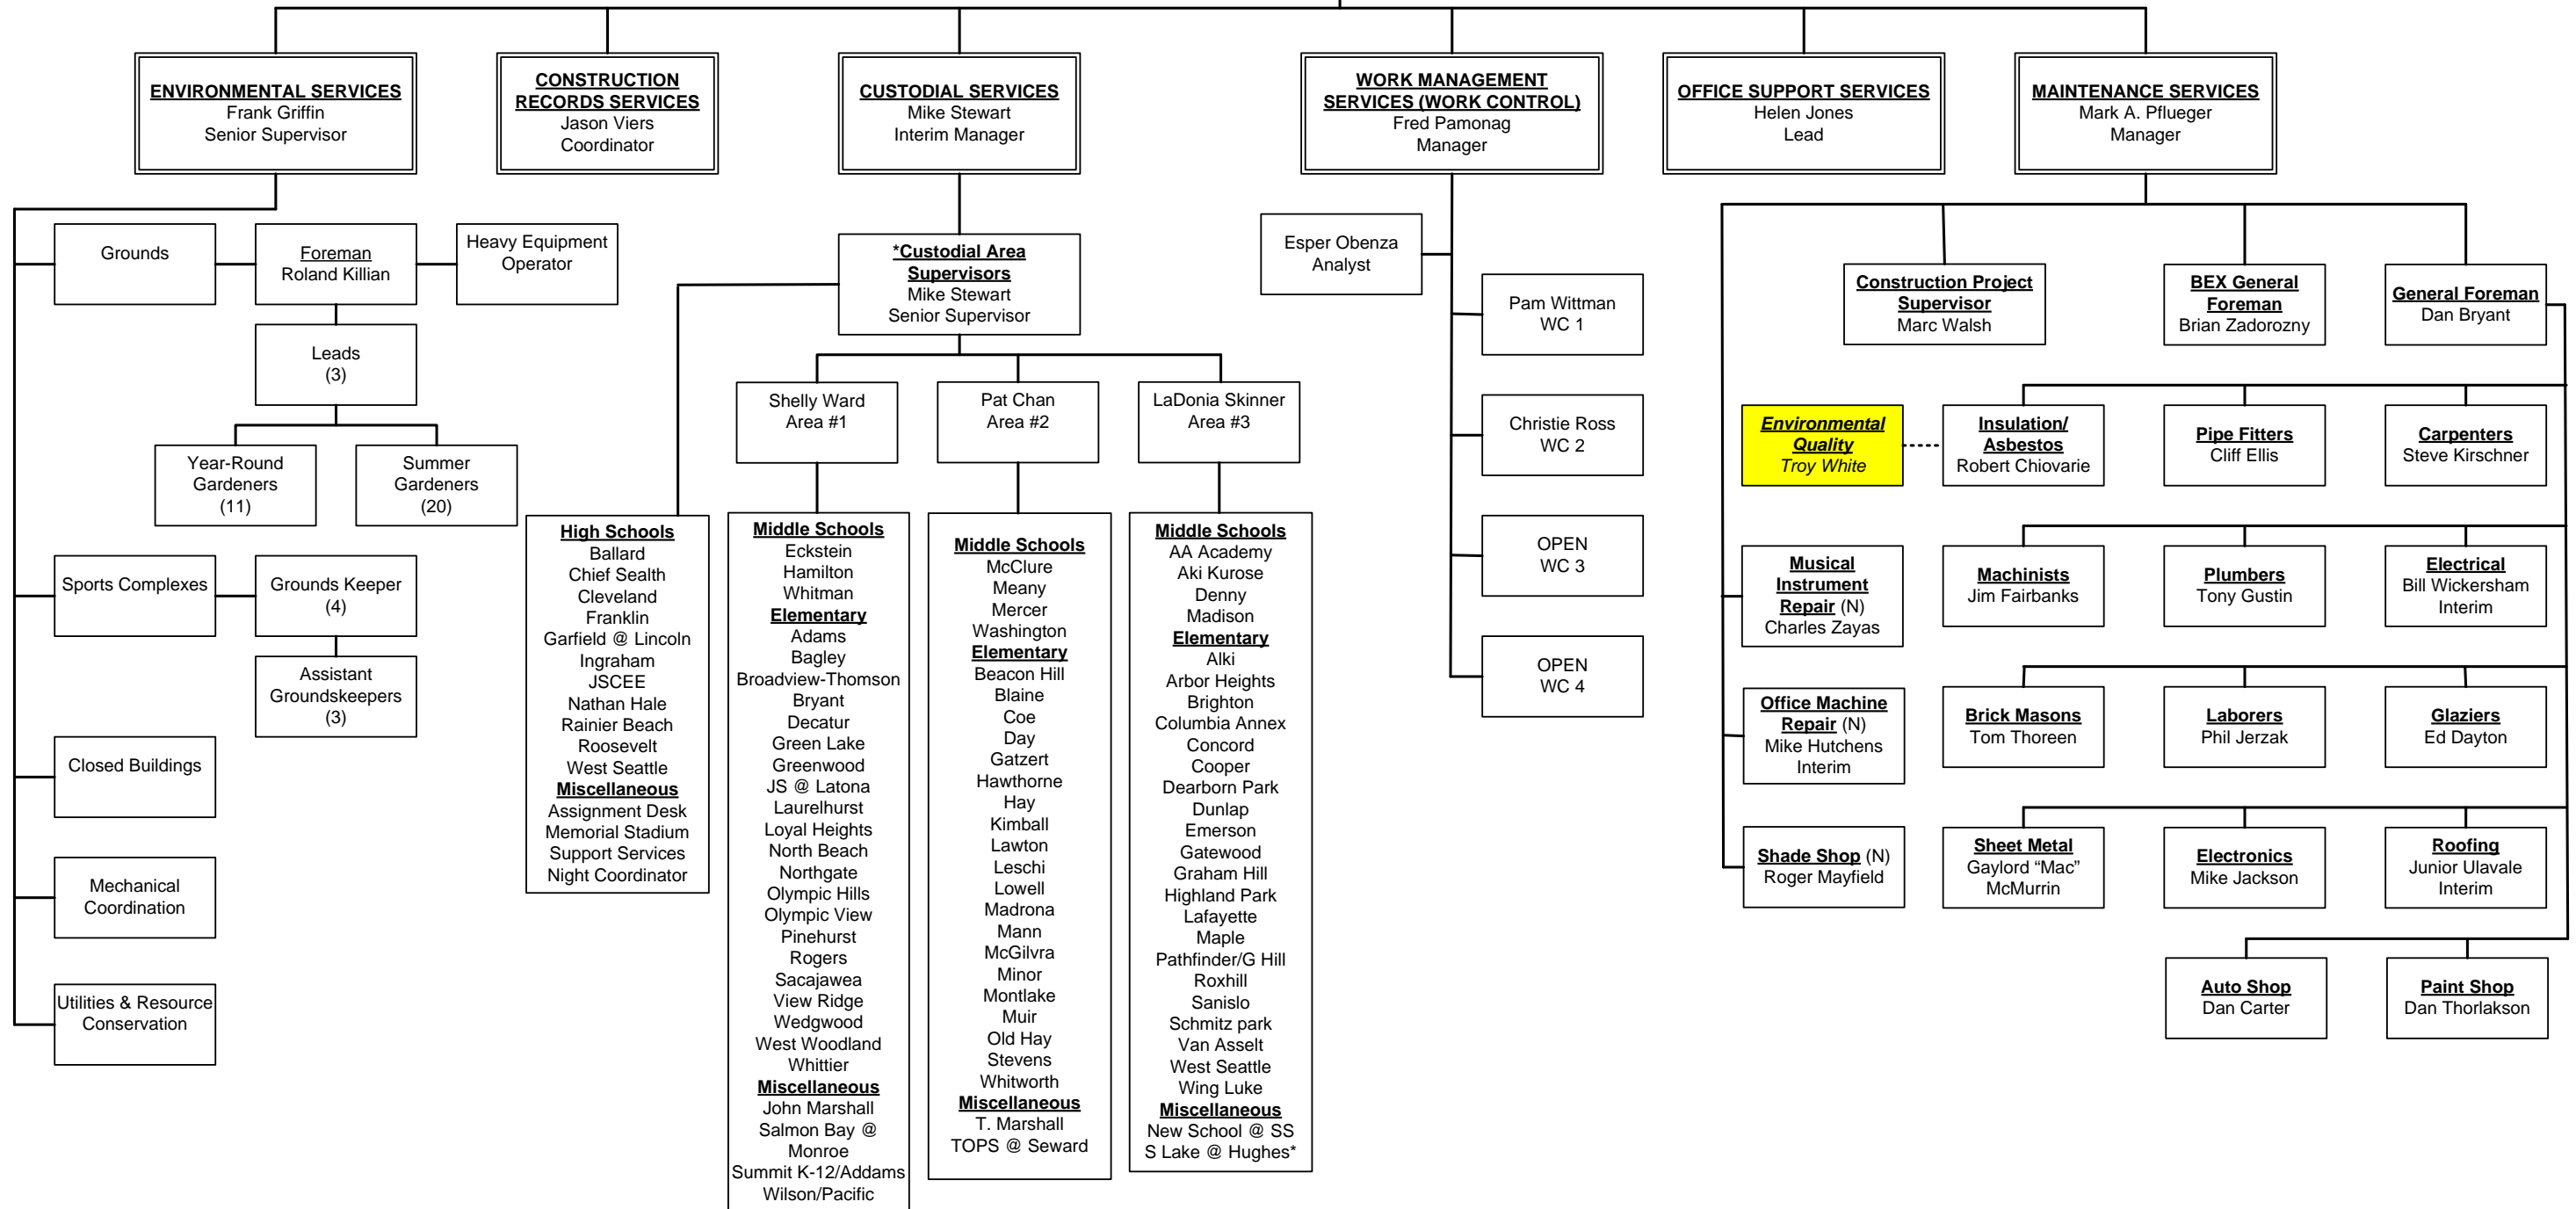 ENVIRONMENTAL SERVICES
Frank Griffin
Senior Supervisor
CONSTRUCTION
RECORDS SERVICES
Jason Viers
Coordinator
CUSTODIAL SERVICES
Mike Stewart
Interim Manager
WORK MANAGEMENT
SERVICES (WORK CONTROL)
Fred Pamonag
Manager
OFFICE SUPPORT SERVICES
Helen Jones
Lead
MAINTENANCE SERVICES
Mark A. Pflueger
Manager
Grounds
Foreman
Roland Killian
Heavy Equipment
Operator
Leads
(3)
Year-Round
Gardeners
(11)
Summer
Gardeners
(20)
Sports Complexes
Grounds Keeper
(4)
Assistant
Groundskeepers
(3)
Closed Buildings
Mechanical
Coordination
Utilities & Resource
Conservation
*Custodial Area
Supervisors
Mike Stewart
Senior Supervisor
Shelly Ward
Area #1
Pat Chan
Area #2
LaDonia Skinner
Area #3
High Schools
Ballard
Chief Sealth
Cleveland
Franklin
Garfield @ Lincoln
Ingraham
JSCEE
Nathan Hale
Rainier Beach
Roosevelt
West Seattle
Miscellaneous
Assignment Desk
Memorial Stadium
Support Services
Night Coordinator
Middle Schools
Eckstein
Hamilton
Whitman
Elementary
Adams
Bagley
Broadview-Thomson
Bryant
Decatur
Green Lake
Greenwood
JS @ Latona
Laurelhurst
Loyal Heights
North Beach
Northgate
Olympic Hills
Olympic View
Pinehurst
Rogers
Sacajawea
View Ridge
Wedgwood
West Woodland
Whittier
Miscellaneous
John Marshall
Salmon Bay @
Monroe
Summit K-12/Addams
Wilson/Pacific
Middle Schools
McClure
Meany
Mercer
Washington
Elementary
Beacon Hill
Blaine
Coe
Day
Gatzert
Hawthorne
Hay
Kimball
Lawton
Leschi
Lowell
Madrona
Mann
McGilvra
Minor
Montlake
Muir
Old Hay
Stevens
Whitworth
Miscellaneous
T. Marshall
TOPS @ Seward
Middle Schools
AA Academy
Aki Kurose
Denny
Madison
Elementary
Alki
Arbor Heights
Brighton
Columbia Annex
Concord
Cooper
Dearborn Park
Dunlap
Emerson
Gatewood
Graham Hill
Highland Park
Lafayette
Maple
Pathfinder/G Hill
Roxhill
Sanislo
Schmitz park
Van Asselt
West Seattle
Wing Luke
Miscellaneous
New School @ SS
S Lake @ Hughes*
Esper Obenza
Analyst
Pam Wittman
WC 1
Christie Ross
WC 2
OPEN
WC 3
OPEN
WC 4
Construction Project
Supervisor
Marc Walsh
BEX General
Foreman
Brian Zadorozny
General Foreman
Dan Bryant
Environmental
Quality
Troy White
Insulation/
Asbestos
Robert Chiovarie
Pipe Fitters
Cliff Ellis
Carpenters
Steve Kirschner
Musical
Instrument
Repair (N)
Charles Zayas
Machinists
Jim Fairbanks
Plumbers
Tony Gustin
Electrical
Bill Wickersham
Interim
Office Machine
Repair (N)
Mike Hutchens
Interim
Brick Masons
Tom Thoreen
Laborers
Phil Jerzak
Glaziers
Ed Dayton
Shade Shop (N)
Roger Mayfield
Sheet Metal
Gaylord “Mac”
McMurrin
Electronics
Mike Jackson
Roofing
Junior Ulavale
Interim
Auto Shop
Dan Carter
Paint Shop
Dan Thorlakson